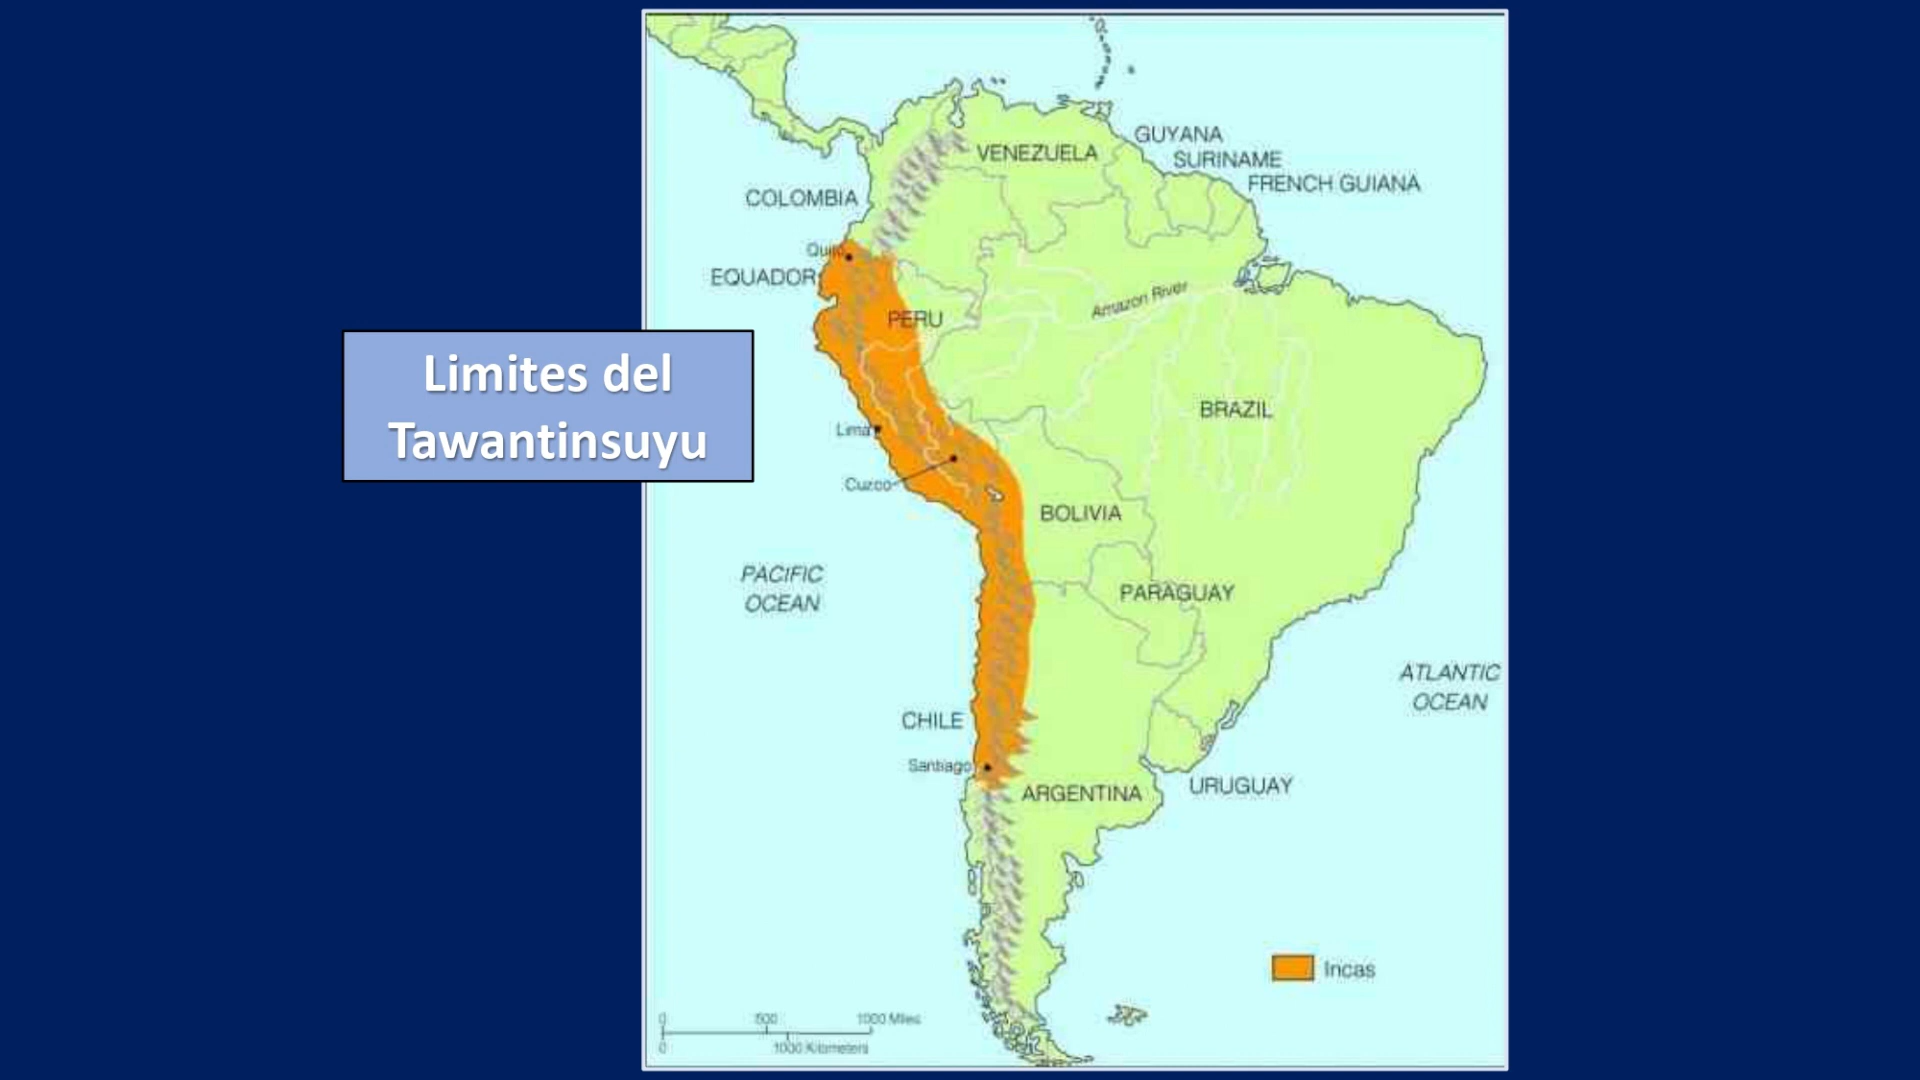 Limites del
Tawantinsuyu
GUYANA
VENEZUELA
SURINAME
FRENCH GUIANA
COLOMBIA
Quito
EQUADOR
Amazon River
PERU
BRAZIL
Lima
Cuzco
BOLIVIA
PACIFIC
OCEAN
PARAGUAY
ATLANTIC
OCEAN
CHILE
Santiago
ARGENTINA
URUGUAY
Incas
0 500 1000 Miles
0 1000 Kilometers